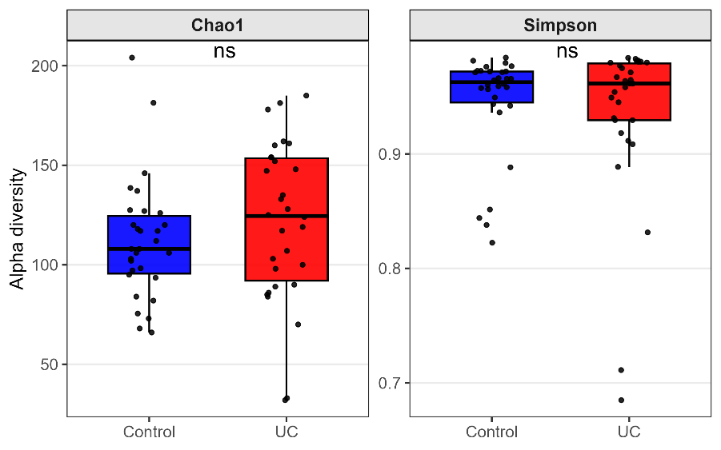 Chao1
Simpson
ns
ns
Alpha diversity
200
150
100
50
0.9
0.8
0.7
Control
UC
Control
UC